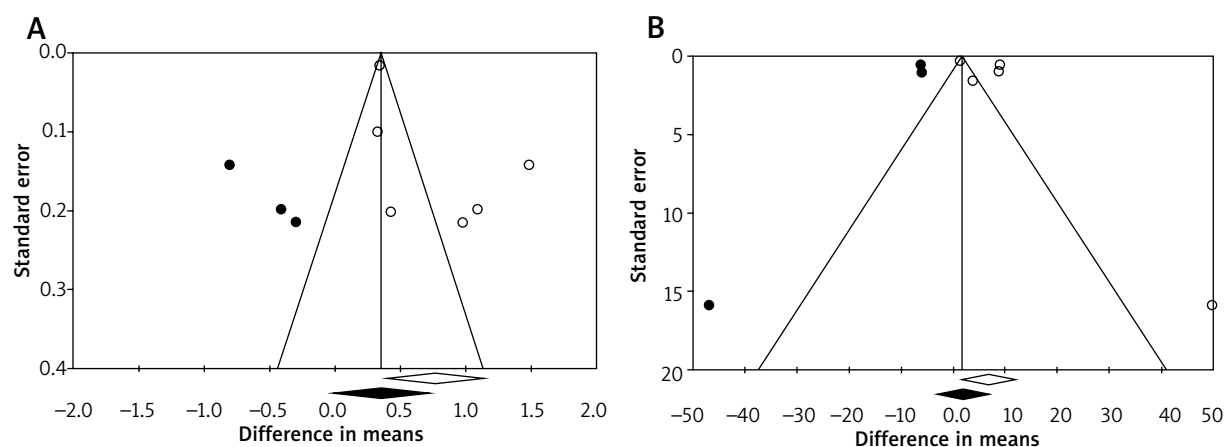 A
Standard error
0.0
0.1
0.2
0.3
0.4
–2.0 –1.5 –1.0 –0.5 0.0 0.5 1.0 1.5 2.0
Difference in means
B
Standard error
0
5
10
15
20
–50 –40 –30 –20 –10 0.0 10 20 30 40 50
Difference in means